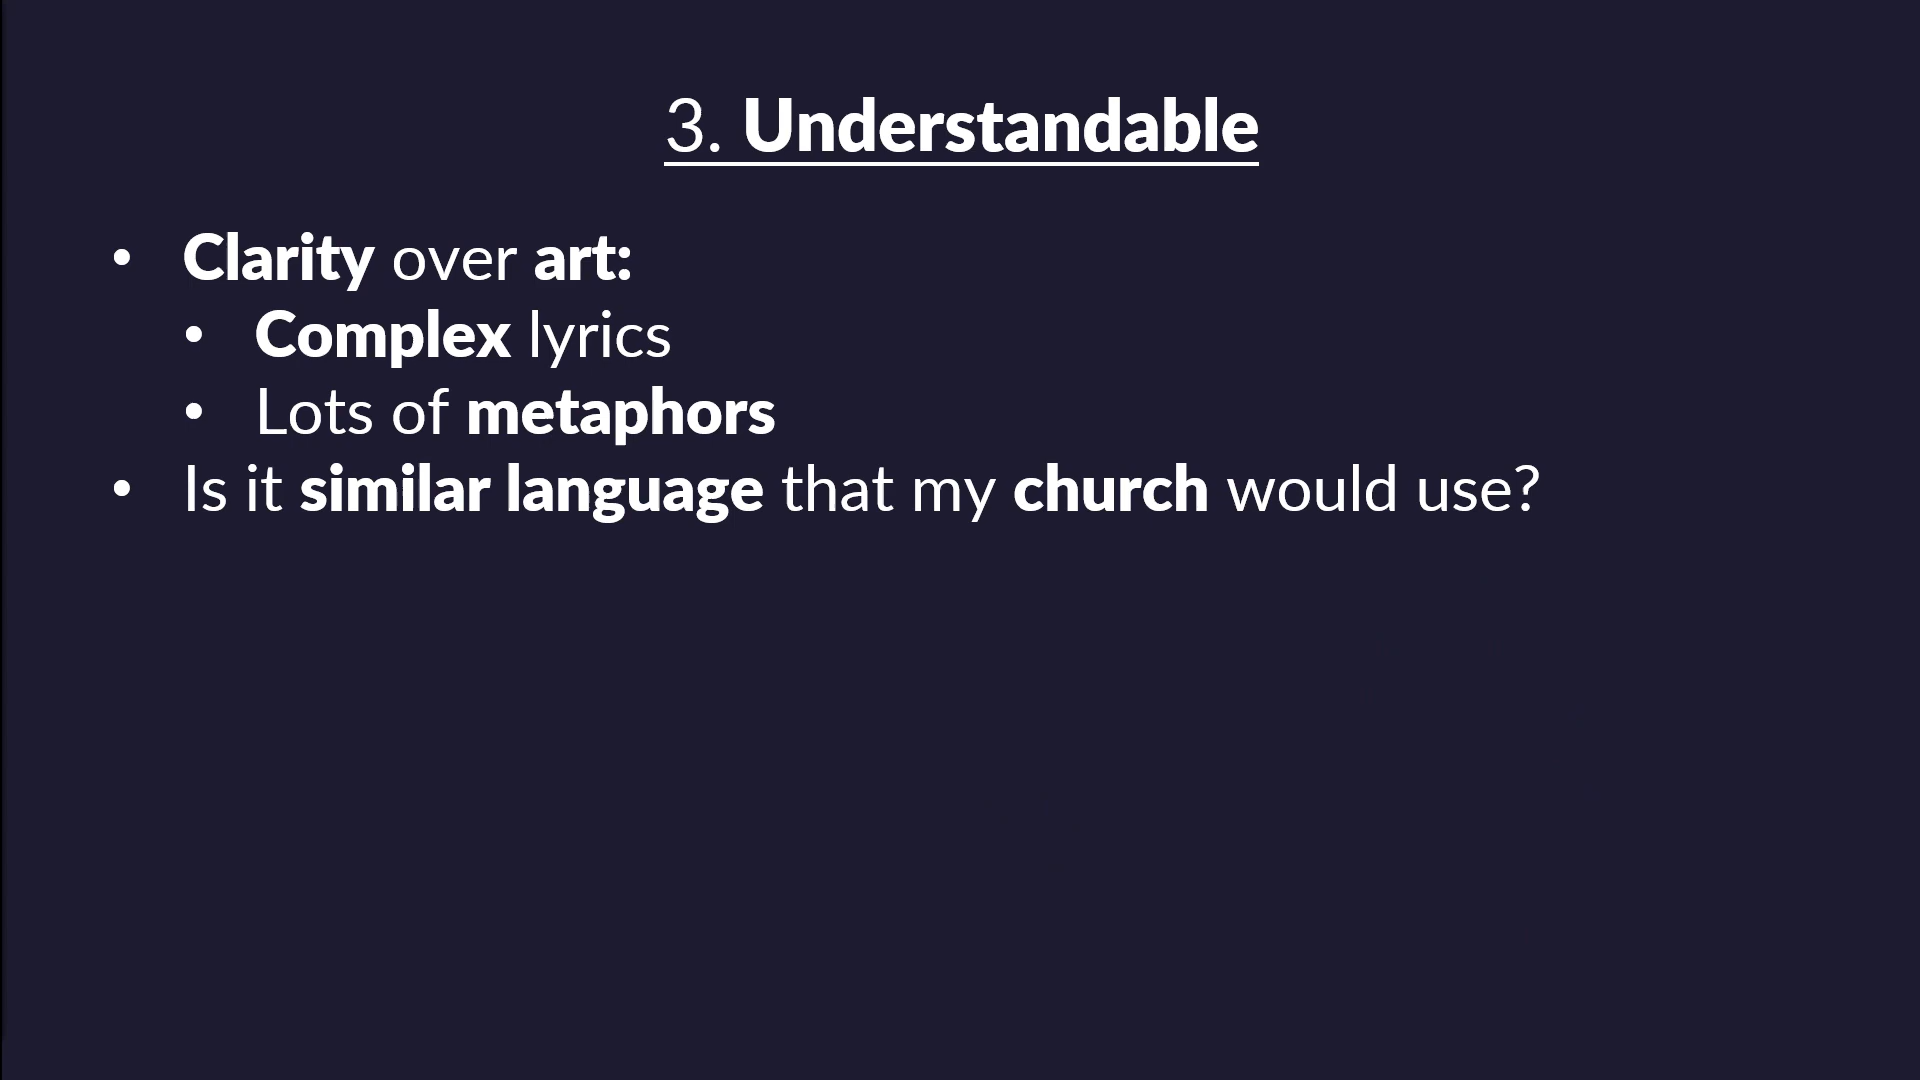 3. Understandable
• Clarity over art:
• Complex lyrics
• Lots of metaphors
• Is it similar language that my church would use?